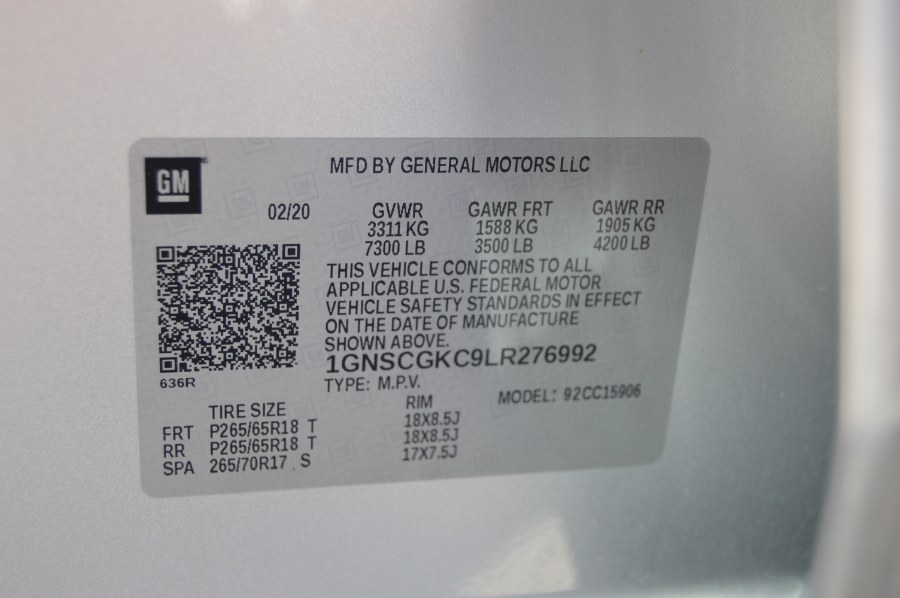 GM
MFD BY GENERAL MOTORS LLC
02/20 GVWR GAWR FRT GAWR RR
3311 KG 1588 KG 1905 KG
7300 LB 3500 LB 4200 LB
THIS VEHICLE CONFORMS TO ALL
APPLICABLE U.S. FEDERAL MOTOR
VEHICLE SAFETY STANDARDS IN EFFECT
ON THE DATE OF MANUFACTURE
SHOWN ABOVE.
1GNSCGKC9LR276992
636R
TYPE: M.P.V.
MODEL: 92CC15906
TIRE SIZE RIM
FRT P265/65R18 T 18X8.5J
RR P265/65R18 T 18X8.5J
SPA 265/70R17 S 17X7.5J